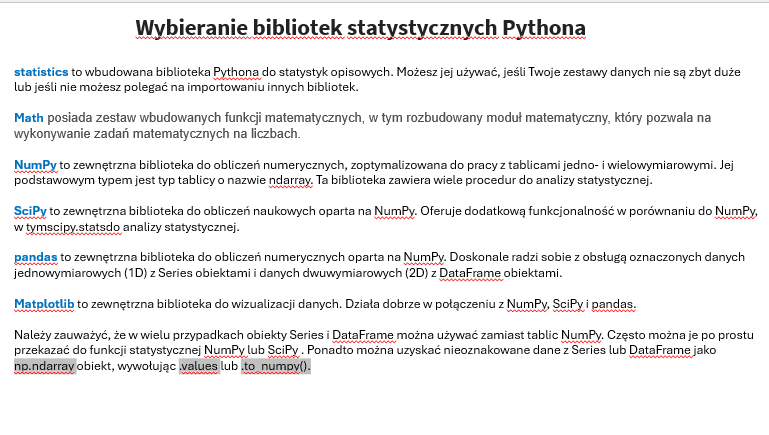 Wybieranie bibliotek statystycznych Pythona
statistics to wbudowana biblioteka Pythona do statystyk opisowych. Możesz jej używać, jeśli Twoje zestawy danych nie są zbyt duże
lub jeśli nie możesz polegać na importowaniu innych bibliotek.
Math posiada zestaw wbudowanych funkcji matematycznych, w tym rozbudowany moduł matematyczny, który pozwala na
wykonywanie zadań matematycznych na liczbach.
NumPy to zewnętrzna biblioteka do obliczeń numerycznych, zoptymalizowana do pracy z tablicami jedno- i wielowymiarowymi. Jej
podstawowym typem jest typ tablicy o nazwie ndarray. Ta biblioteka zawiera wiele procedur do analizy statystycznej.
SciPy to zewnętrzna biblioteka do obliczeń naukowych oparta na NumPy. Oferuje dodatkową funkcjonalność w porównaniu do NumPy,
w tymscipy.statsdo analizy statystycznej.
pandas to zewnętrzna biblioteka do obliczeń numerycznych oparta na NumPy. Doskonale radzi sobie z obsługą oznaczonych danych
jednowymiarowych (1D) z Series obiektami i danych dwuwymiarowych (2D) z DataFrame obiektami.
Matplotlib to zewnętrzna biblioteka do wizualizacji danych. Działa dobrze w połączeniu z NumPy, SciPy i pandas.
Należy zauważyć, że w wielu przypadkach obiekty Series i DataFrame można używać zamiast tablic NumPy. Często można je po prostu
przekazać do funkcji statystycznej NumPy lub SciPy . Ponadto można uzyskać nieoznakowane dane z Series lub DataFrame jako
np.ndarray obiekt, wywołując .values lub .to_numpy().